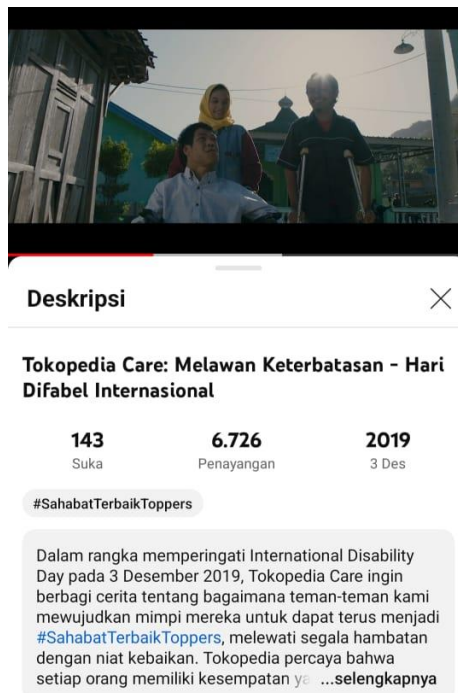 Deskripsi
Tokopedia Care: Melawan Keterbatasan - Hari
Difabel Internasional
143
Suka
6.726
Penayangan
2019
3 Des
#SahabatTerbaikToppers
Dalam rangka memperingati International Disability
Day pada 3 Desember 2019, Tokopedia Care ingin
berbagi cerita tentang bagaimana teman-teman kami
mewujudkan mimpi mereka untuk dapat terus menjadi
#SahabatTerbaikToppers, melewati segala hambatan
dengan niat kebaikan. Tokopedia percaya bahwa
setiap orang memiliki kesempatan ...selengkapnya